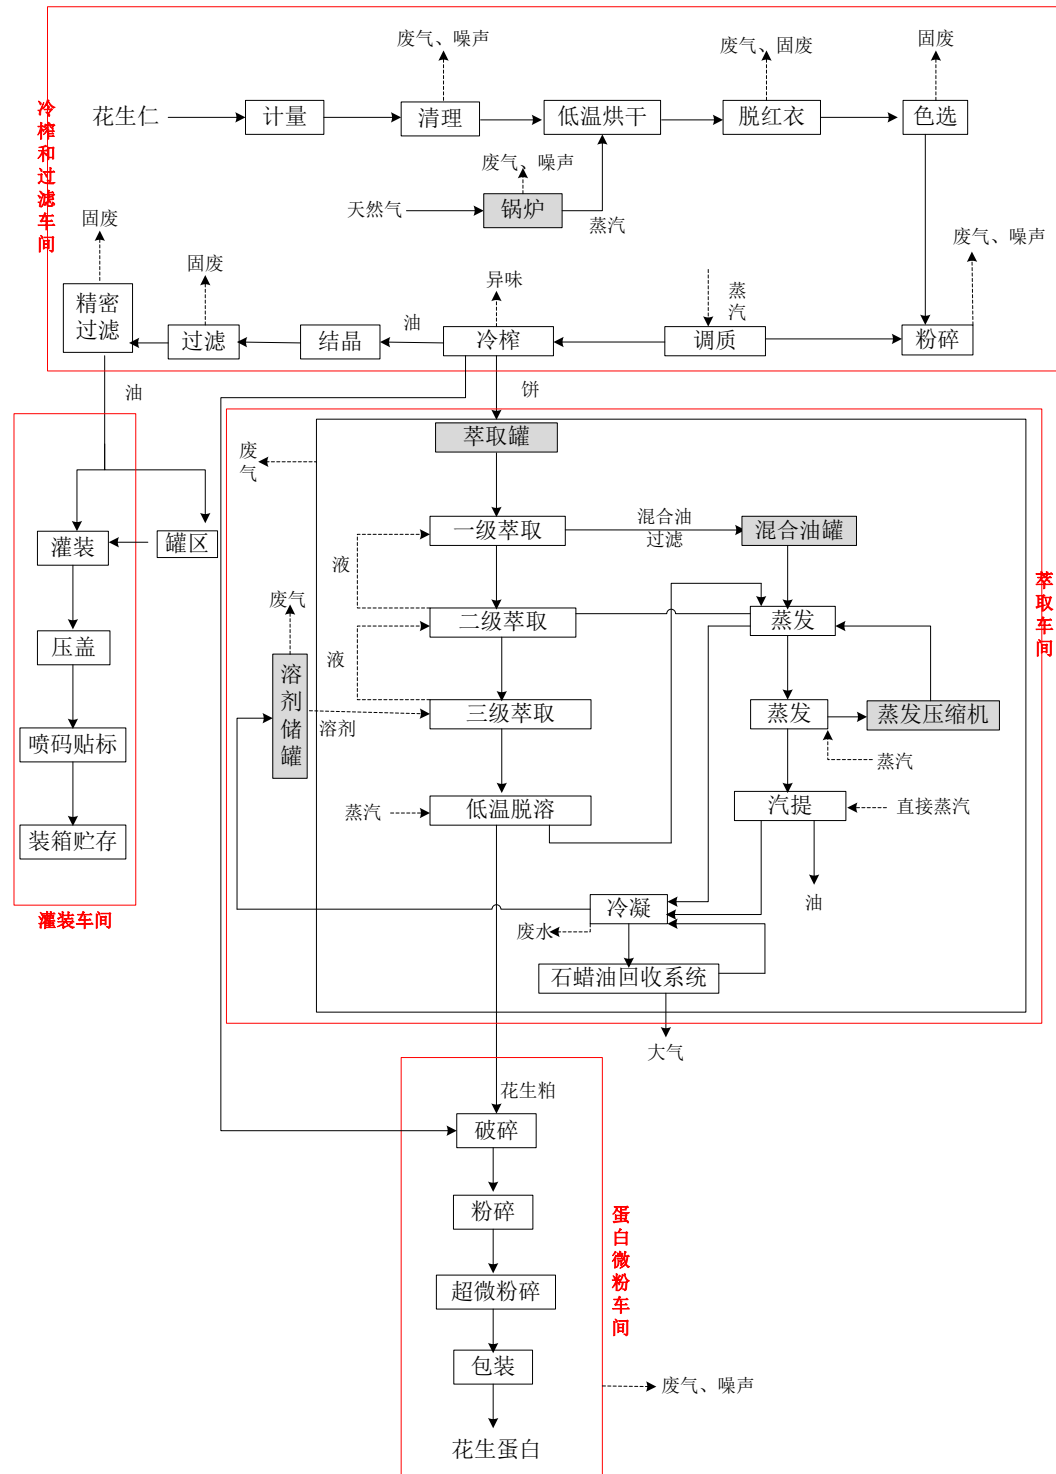 冷榨和过滤车间
废气、噪声
废气、固废
固废
花生仁
计量
清理
低温烘干
脱红衣
色选
废气、噪声
天然气
锅炉
蒸汽
固废
固废
异味
蒸汽
废气、噪声
精密
过滤
过滤
结晶
油
冷榨
调质
粉碎
油
饼
灌装
罐区
压盖
喷码贴标
装箱贮存
灌装车间
萃取车间
废气
萃取罐
一级萃取
混合油
过滤
混合油罐
液
废气
二级萃取
蒸发
液
溶剂储罐
溶剂
三级萃取
蒸发
蒸发压缩机
蒸汽
蒸汽
低温脱溶
汽提
直接蒸汽
油
冷凝
废水
石蜡油回收系统
大气
花生粕
破碎
粉碎
超微粉碎
包装
花生蛋白
蛋白微粉车间
废气、噪声